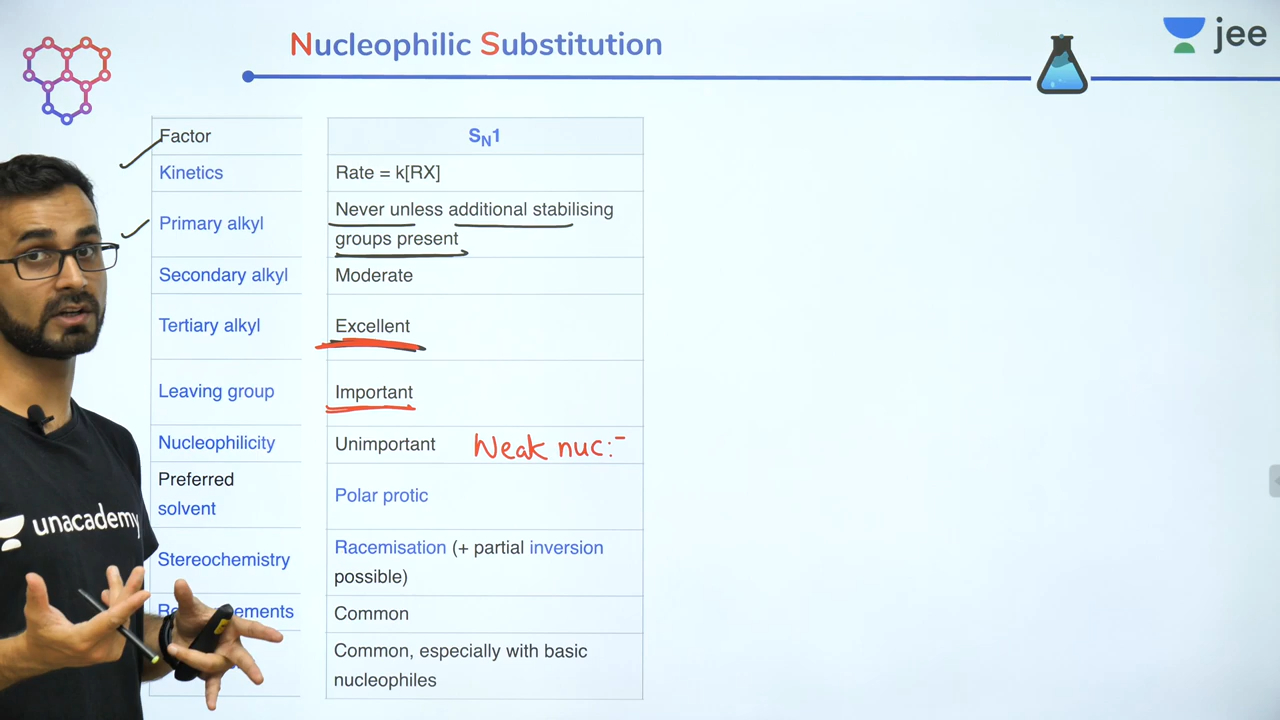 Nucleophilic Substitution
jee
Factor
SN1
Kinetics
Rate = k[RX]
Primary alkyl
Never unless additional stabilising
groups present
Secondary alkyl
Moderate
Tertiary alkyl
Excellent
Leaving group
Important
Nucleophilicity
Unimportant
Weak nuc:-
Preferred
solvent
Polar protic
Stereochemistry
Racemisation (+ partial inversion
possible)
Common
Common, especially with basic
nucleophiles
unacademy